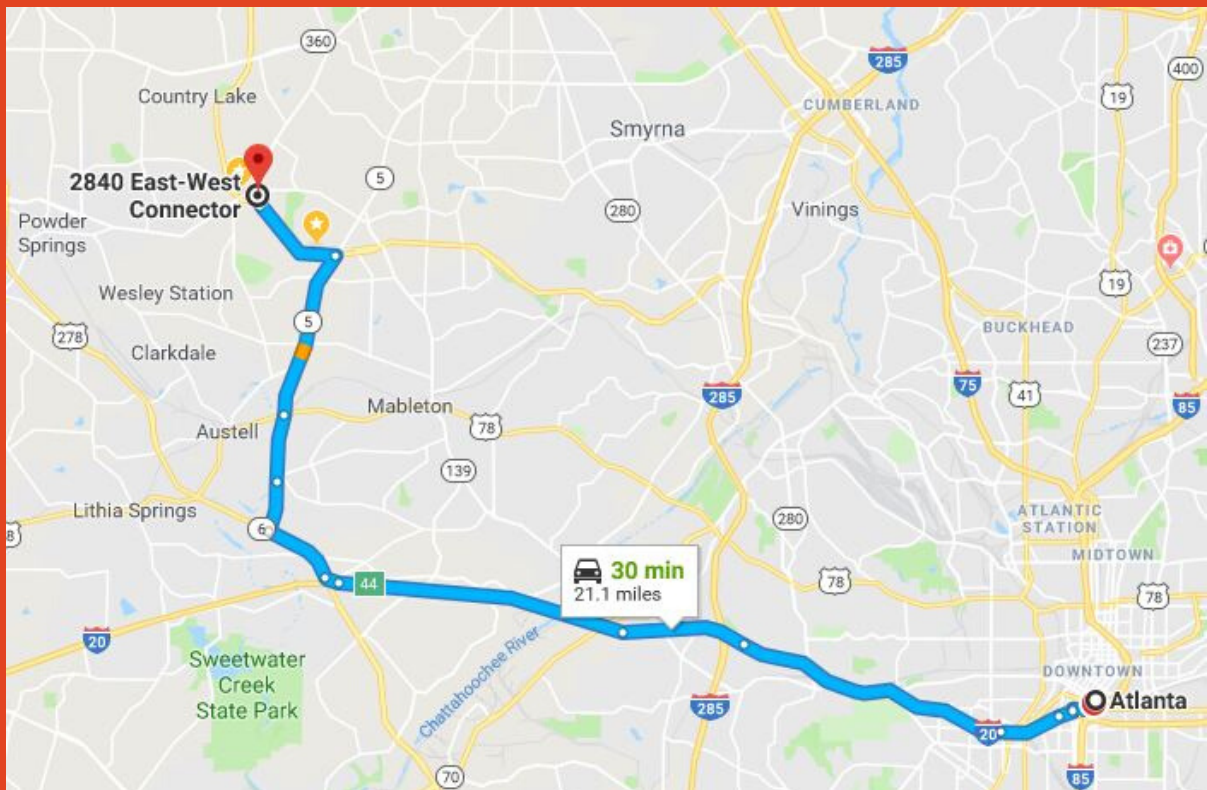 360
285
400
Country Lake
19
CUMBERLAND
Smyrna
5
2840 East-West
Connector
280
Vinings
Powder
Springs
19
Wesley Station
5
BUCKHEAD
278
Clarkdale
237
75
285
41
Mableton
85
78
Austell
139
Lithia Springs
280
ATLANTIC
STATION
6
8
MIDTOWN
30 min
21.1 miles
44
78
78
20
Chattahoochee River
Sweetwater
Creek
State Park
DOWNTOWN
285
Atlanta
20
70
85